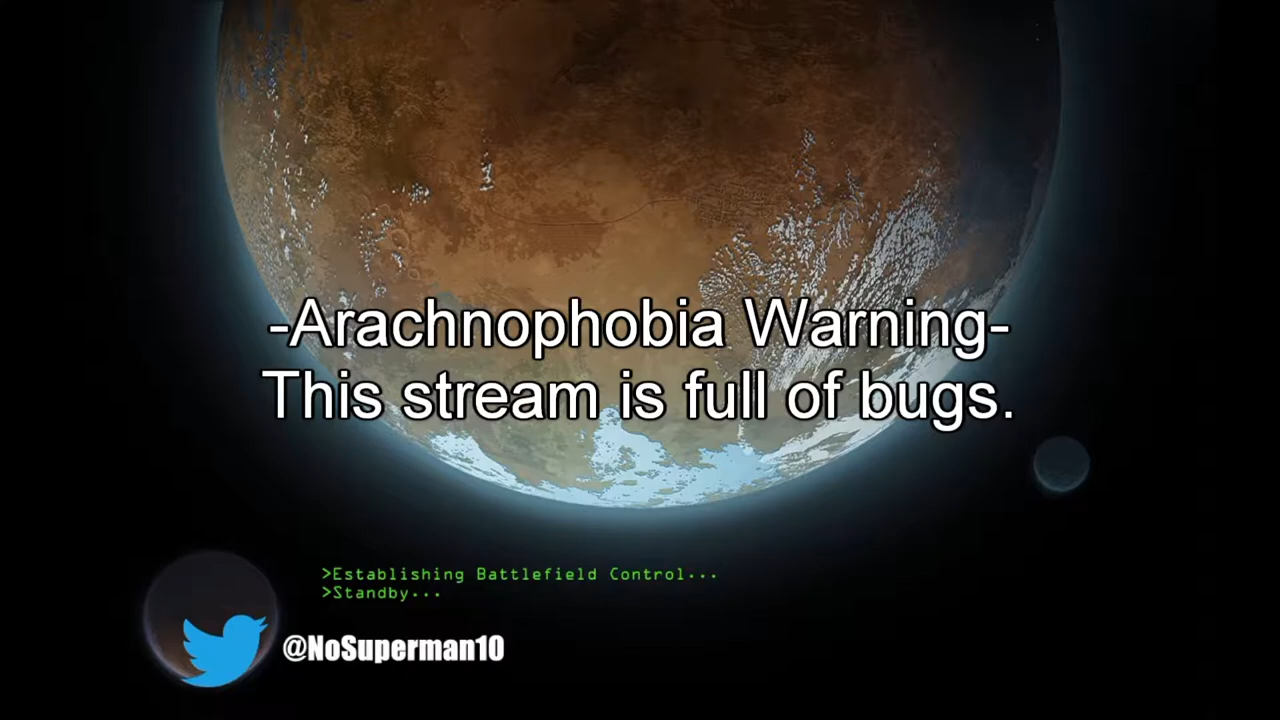 -Arachnophobia Warning-
This stream is full of bugs.
>Establishing Battlefield Control...
>Standby...
@NoSuperman10